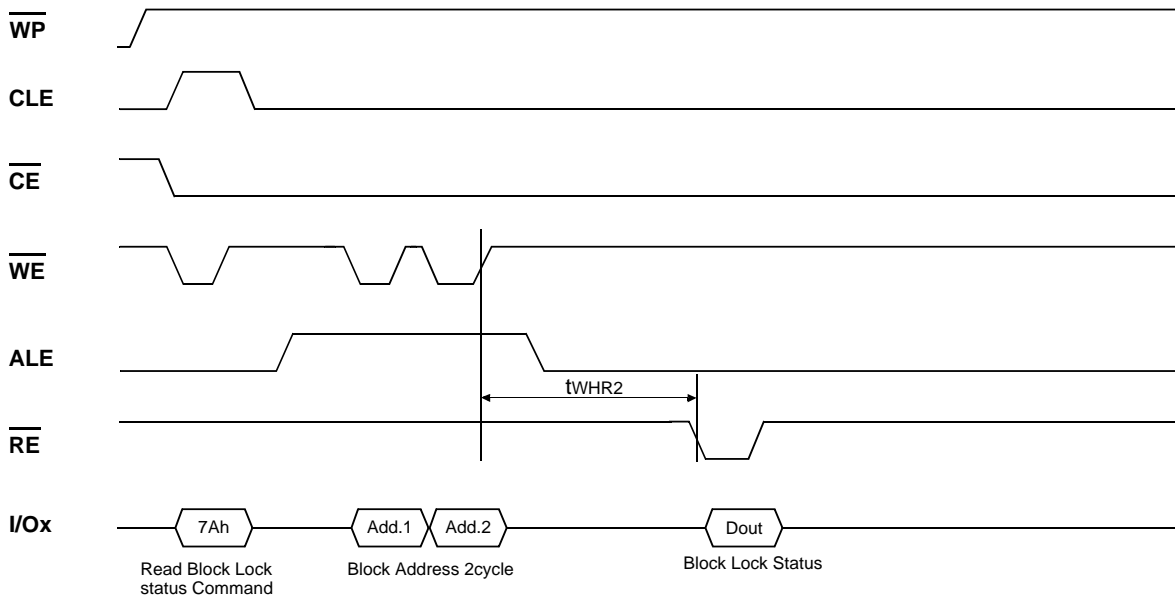 WP
CLE
CE
WE
ALE
tWHR2
RE
I/Ox
7Ah
Add.1
Add.2
Dout
Read Block Lock
status Command
Block Address 2cycle
Block Lock Status